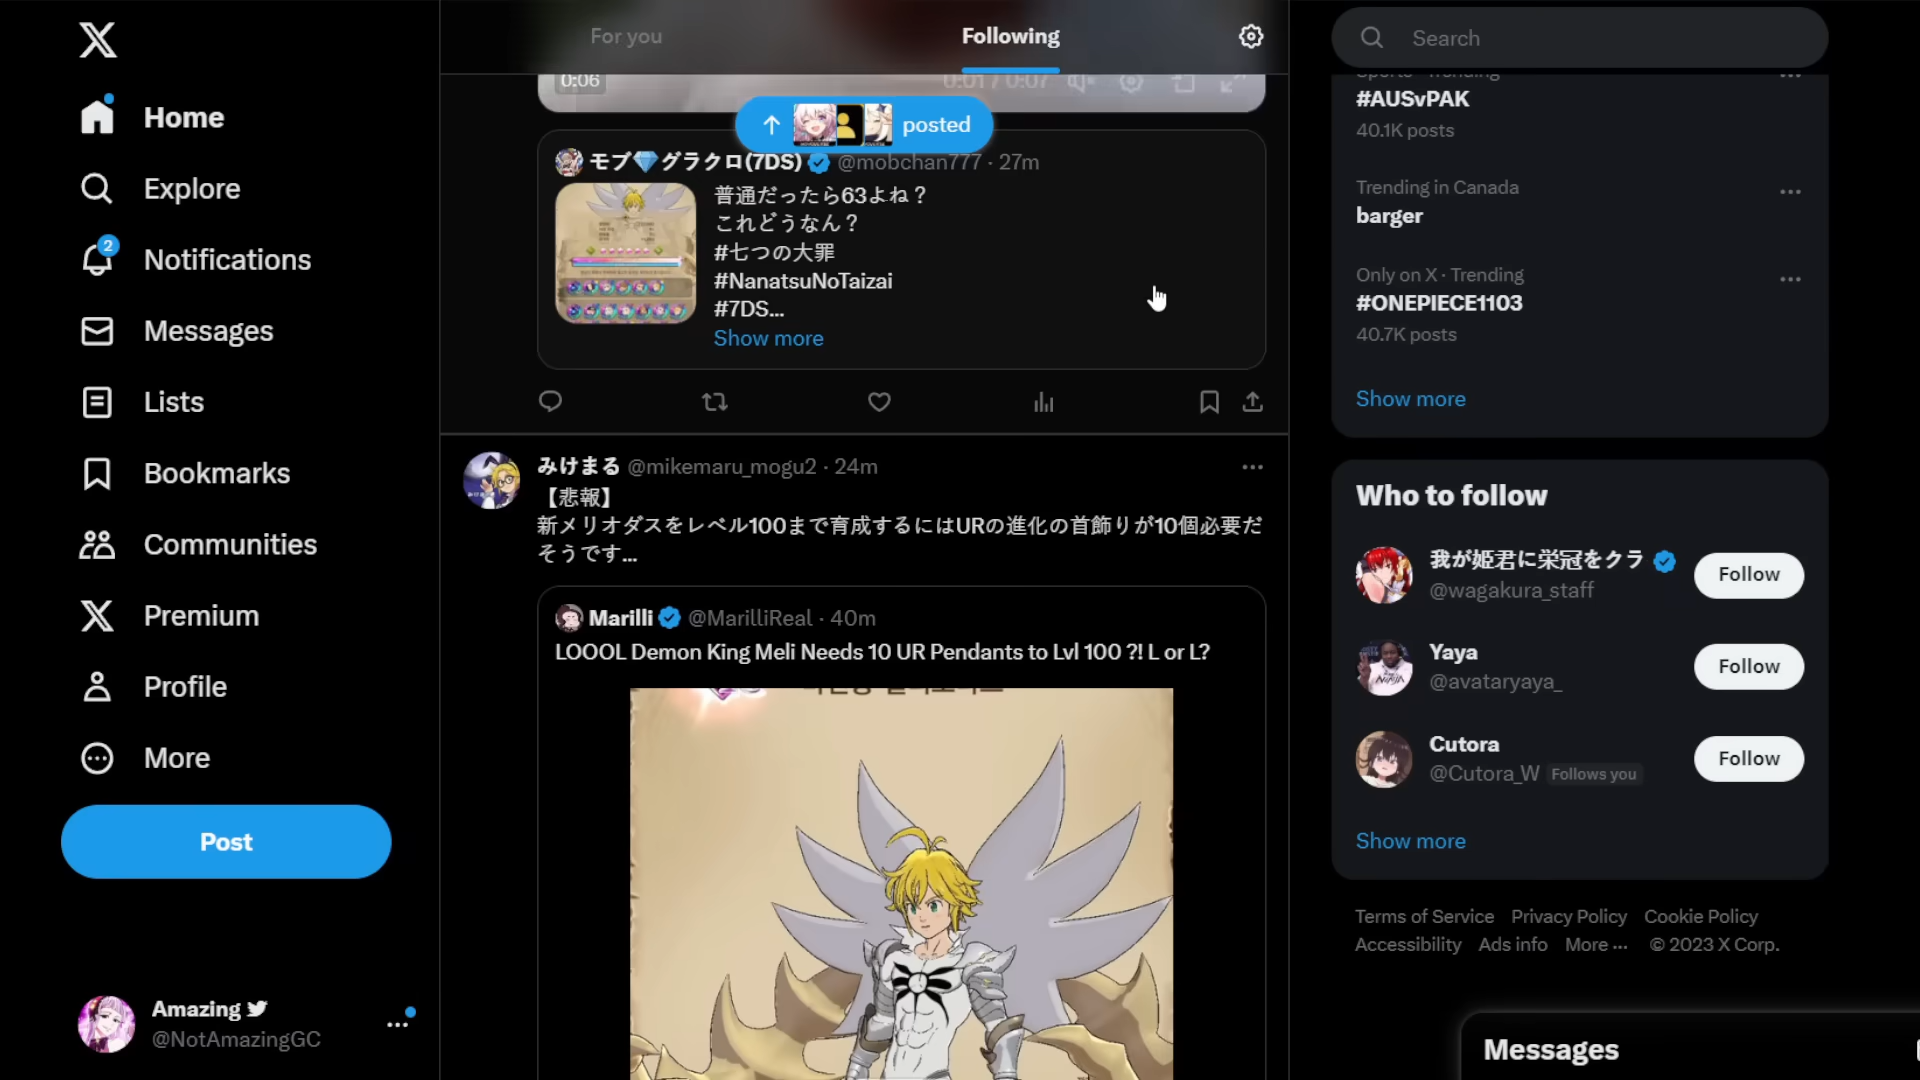 Home
Explore
2
Notifications
Messages
Lists
Bookmarks
Communities
Premium
Profile
More
Post
Amazing
@NotAmazingGC
For you
Following
0:06
0:01 / 0:07
posted
モブ💎グラクロ(7DS) @mobchan777 · 27m
普通だったら63よね？
これどうなん？
#七つの大罪
#NanatsuNoTaizai
#7DS...
Show more
みけまる @mikemaru_mogu2 · 24m
【悲報】
新メリオダスをレベル100まで育成するにはURの進化の首飾りが10個必要だ
そうです...
Marilli @MarilliReal · 40m
LOOOL Demon King Meli Needs 10 UR Pendants to Lvl 100 ?! L or L?
Search
Sports · Trending
#AUSvPAK
40.1K posts
Trending in Canada
barger
Only on X · Trending
#ONEPIECE1103
40.7K posts
Show more
Who to follow
我が姫君に栄冠をクラ
@wagakura_staff
Follow
Yaya
@avataryaya_
Follow
Cutora
@Cutora_W Follows you
Follow
Show more
Terms of Service Privacy Policy Cookie Policy
Accessibility Ads info More ··· © 2023 X Corp.
Messages